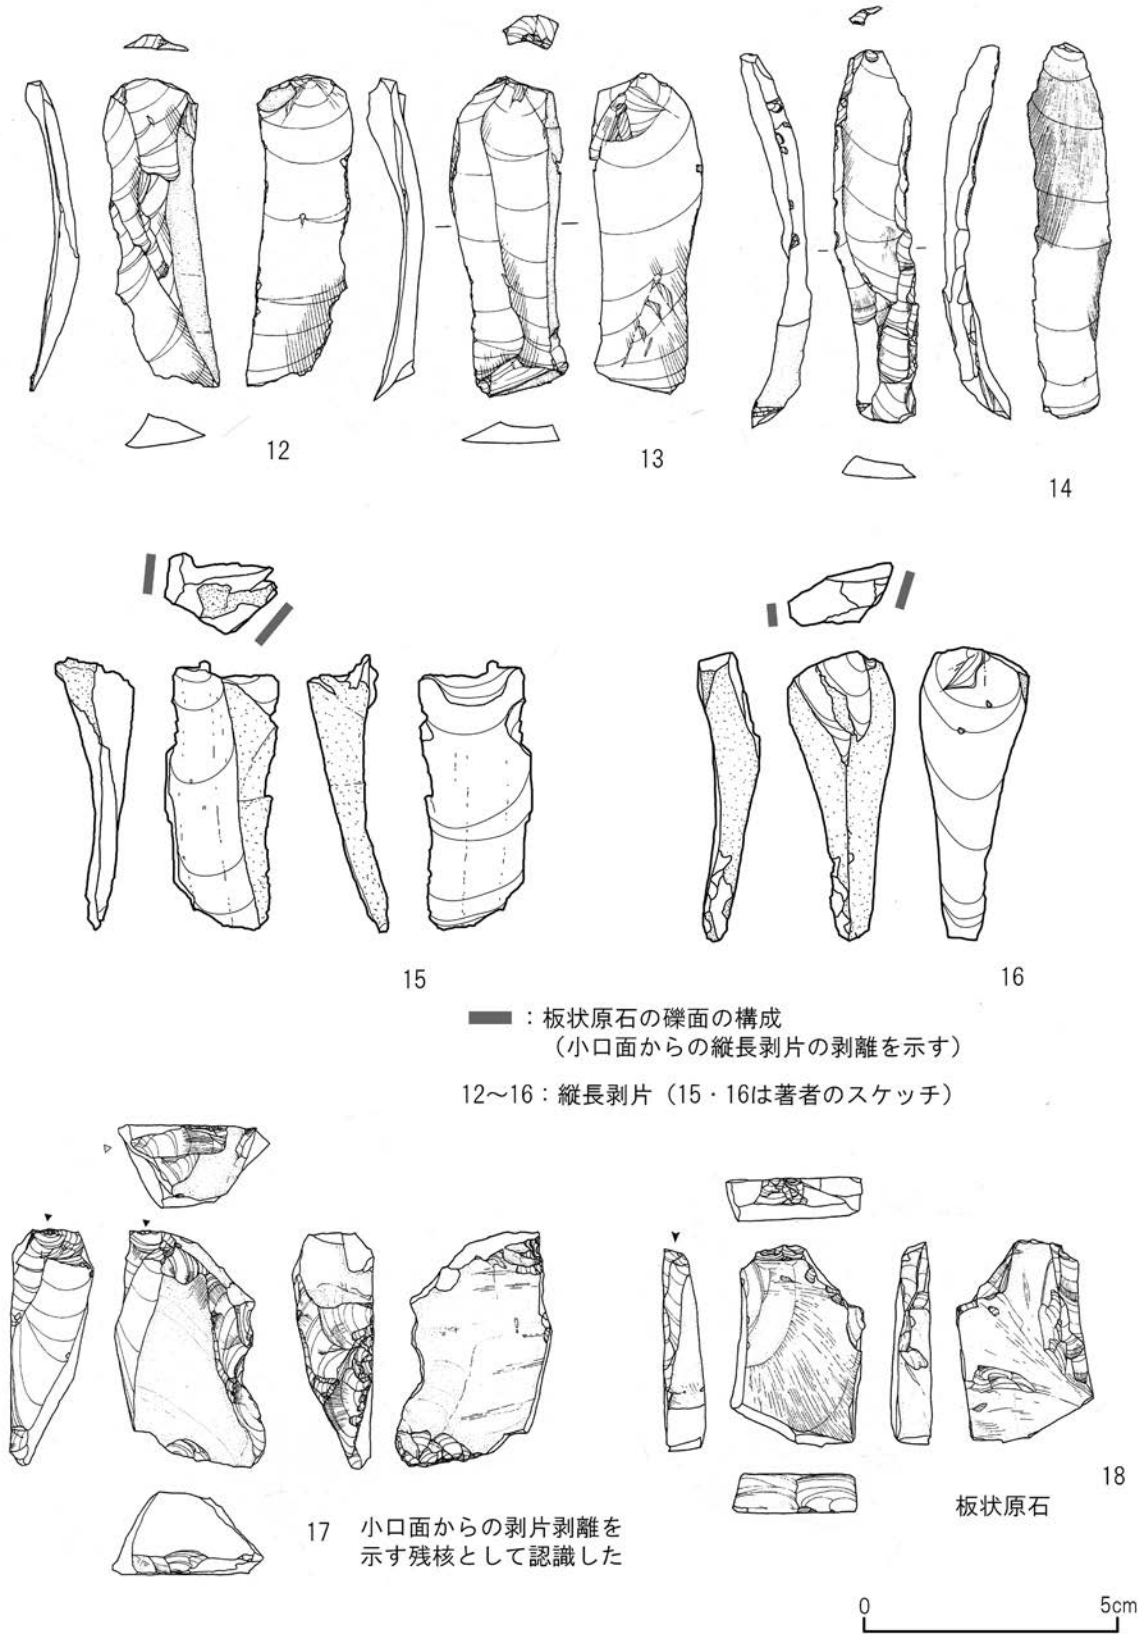 12
13
14
15
16
：板状原石の礫面の構成
（小口面からの縦長剥片の剥離を示す）
12～16：縦長剥片（15・16は著者のスケッチ）
17 小口面からの剥片剥離を
示す残核として認識した
18
板状原石
0 5cm